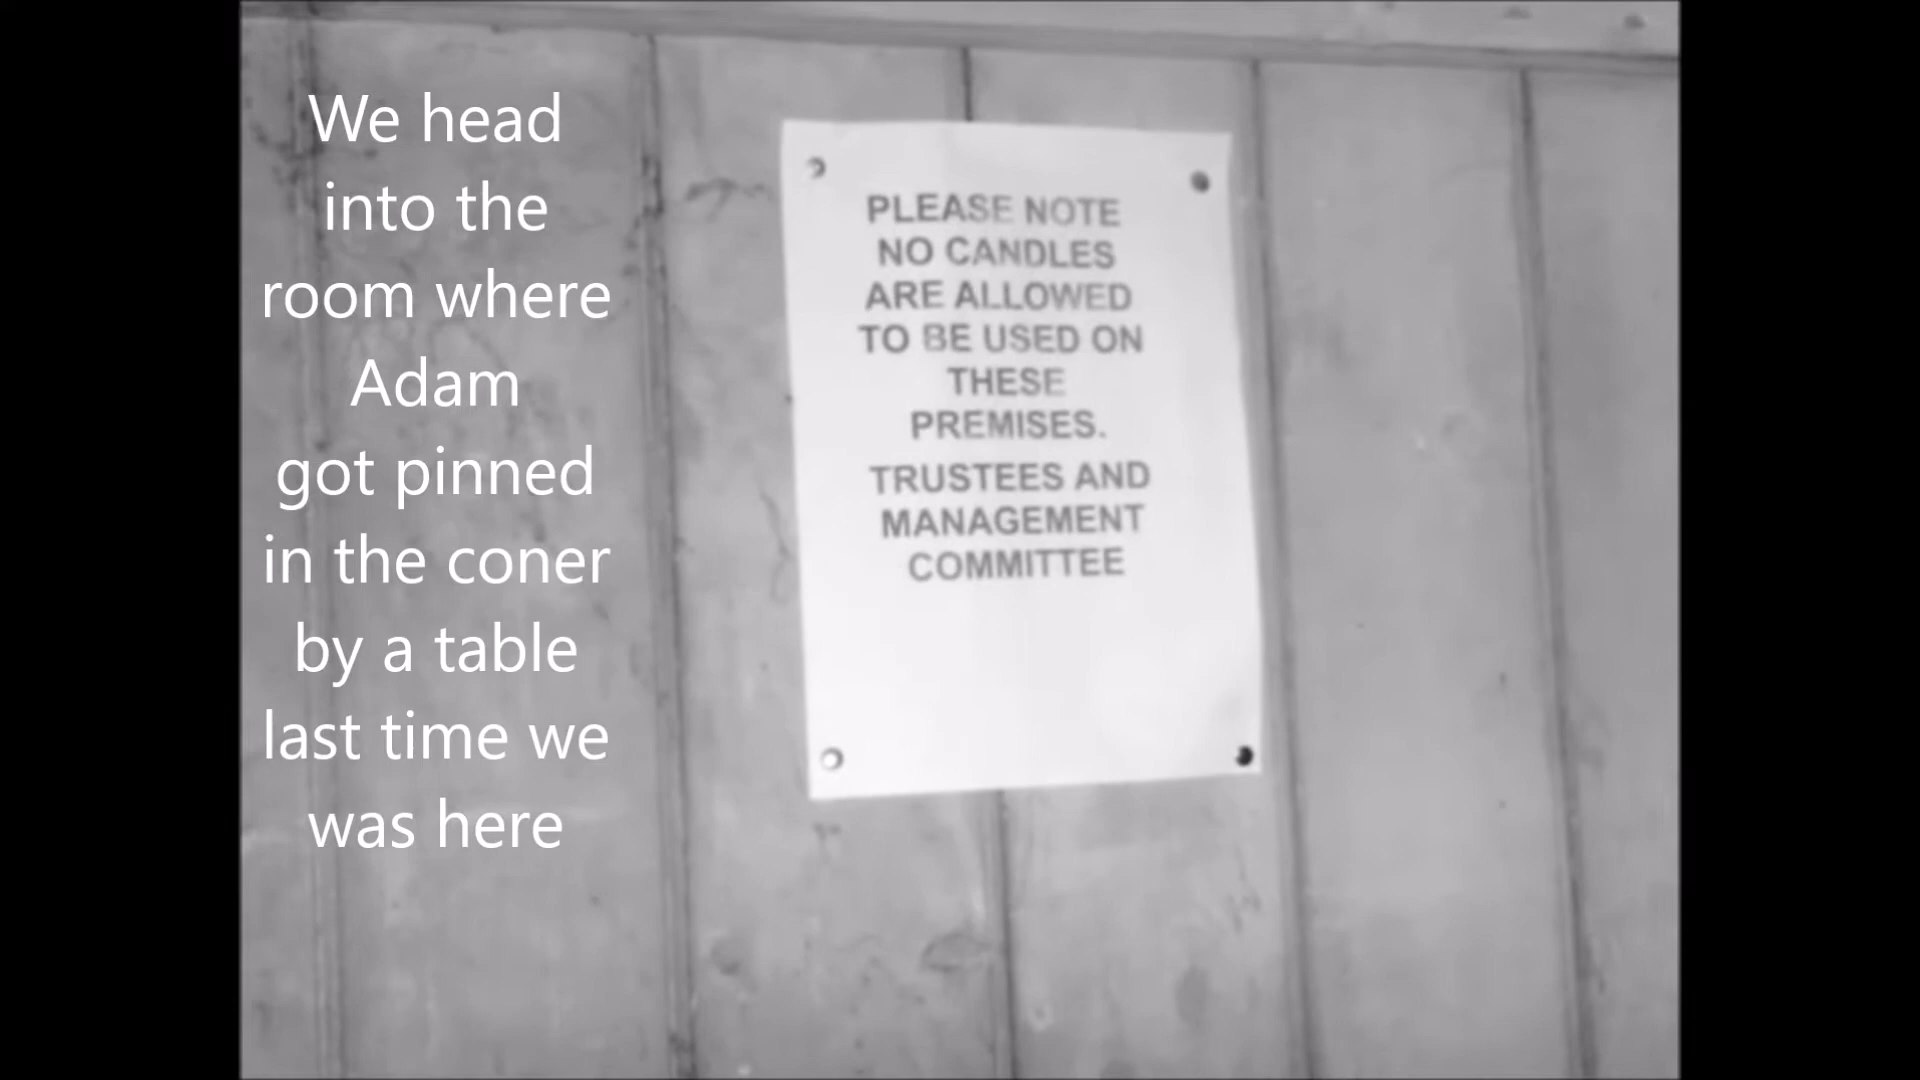 We head
into the
room where
Adam
got pinned
in the coner
by a table
last time we
was here
PLEASE NOTE
NO CANDLES
ARE ALLOWED
TO BE USED ON
THESE
PREMISES.
TRUSTEES AND
MANAGEMENT
COMMITTEE